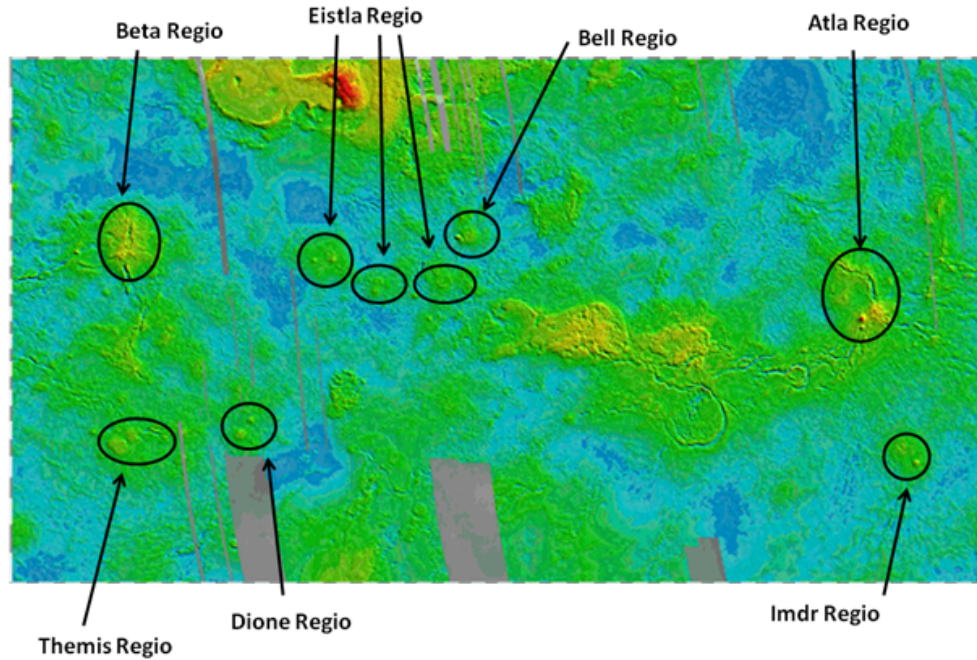 Eistla Regio
Beta Regio
Bell Regio
Atla Regio
Themis Regio
Dione Regio
Imdr Regio